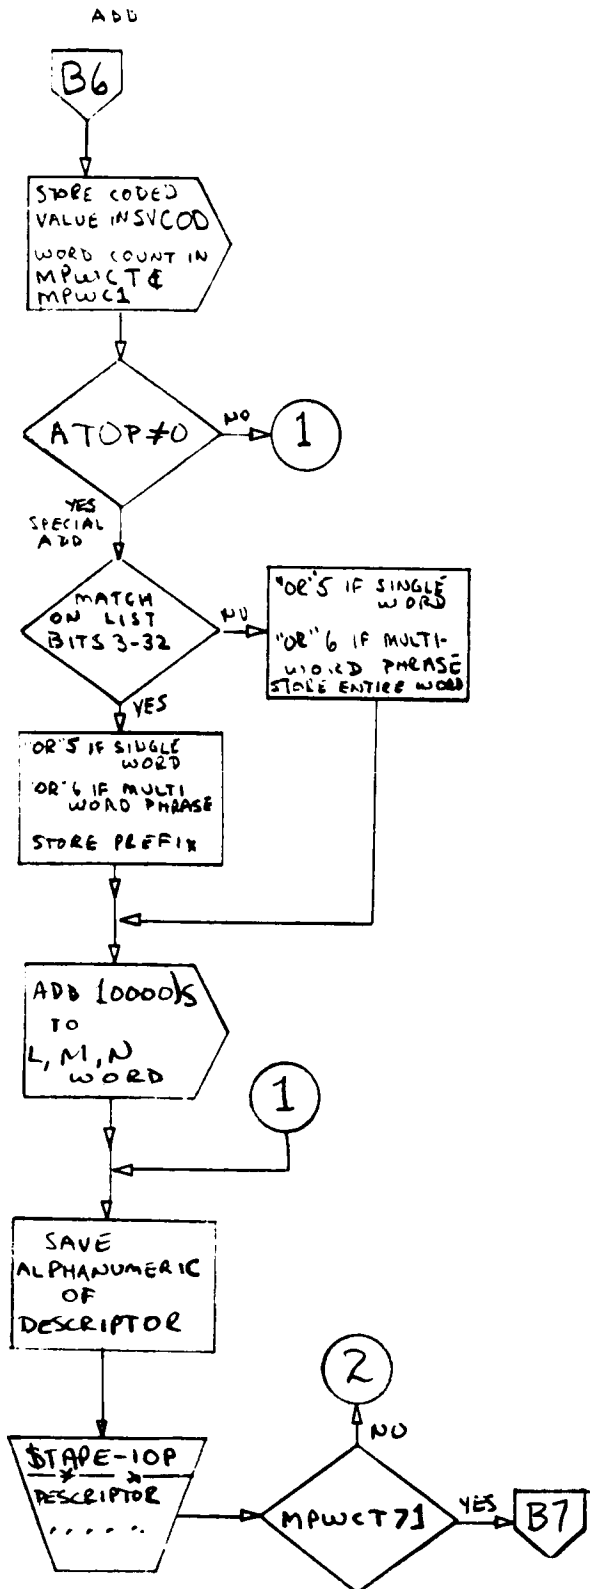 ADD
B6
STORE CODED
VALUE IN SVCOD
WORD COUNT IN
MPWCT &
MPWC1
ATOP≠0
NO
1
YES
SPECIAL
ADD
MATCH
ON LIST
BITS 3-32
NO
"OR" 5 IF SINGLE
WORD
"OR" 6 IF MULTI-
WORD PHRASE
STORE ENTIRE WORD
YES
"OR" 5 IF SINGLE
WORD
"OR" 6 IF MULTI
WORD PHRASE
STORE PREFIX
ADD 10000)8
TO
L, M, N
WORD
1
SAVE
ALPHANUMERIC
OF
DESCRIPTOR
2
NO
$TAPE-10P
DESCRIPTOR
.....
MPWCT>1
YES
B7